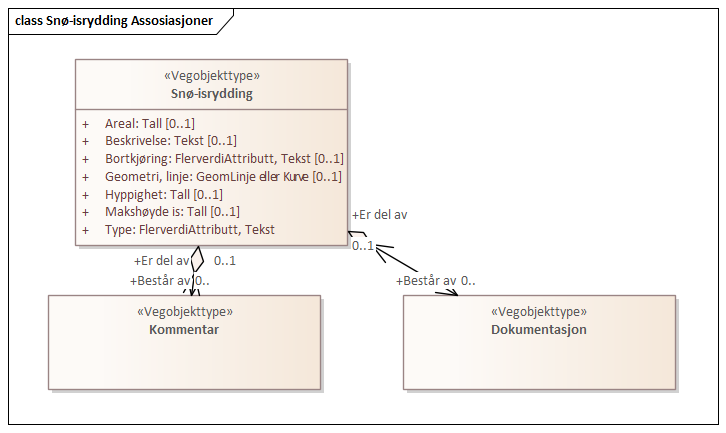 class Snø-isrydding Assosiasjoner
«Vegobjekttype»
Snø-isrydding
+ Areal: Tall [0..1]
+ Beskrivelse: Tekst [0..1]
+ Bortkjøring: FlerverdiAttributt, Tekst [0..1]
+ Geometri, linje: GeomLinje eller Kurve [0..1]
+ Hyppighet: Tall [0..1]
+ Makshøyde is: Tall [0..1]
+ Type: FlerverdiAttributt, Tekst
+Er del av
0..1
+Er del av 0..1
+Består av 0..
+Består av 0..
«Vegobjekttype»
Kommentar
«Vegobjekttype»
Dokumentasjon